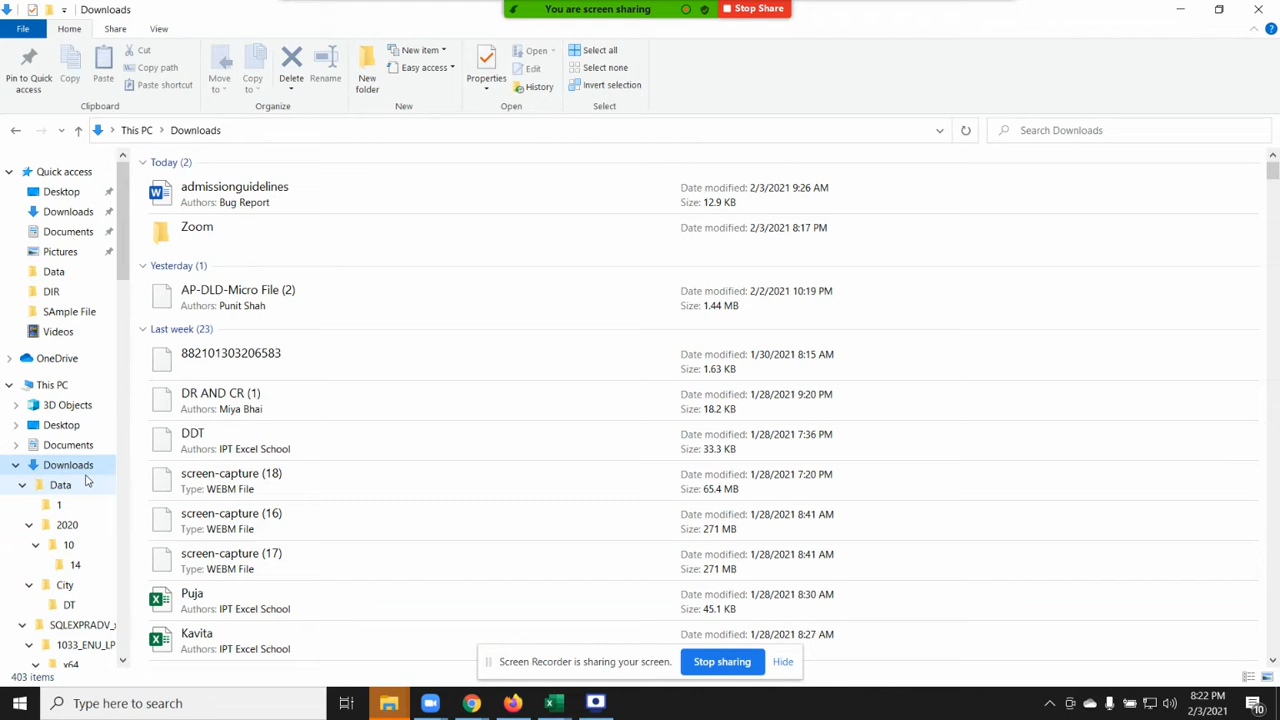 Downloads
You are screen sharing
Stop Share
File Home Share View
Pin to Quick access
Copy
Paste
Cut
Copy path
Paste shortcut
Clipboard
Move to
Copy to
Delete
Rename
Organize
New folder
New item
Easy access
New
Properties
Open
Edit
History
Open
Select all
Select none
Invert selection
Select
This PC > Downloads
Search Downloads
Quick access
Desktop
Downloads
Documents
Pictures
Data
DIR
SAmple File
Videos
OneDrive
This PC
3D Objects
Desktop
Documents
Downloads
Data
1
2020
10
14
City
DT
SQLEXPRADV_x
1033_ENU_LP
x64
Today (2)
admissionguidelines Date modified: 2/3/2021 9:26 AM
Authors: Bug Report Size: 12.9 KB
Zoom Date modified: 2/3/2021 8:17 PM
Yesterday (1)
AP-DLD-Micro File (2) Date modified: 2/2/2021 10:19 PM
Authors: Punit Shah Size: 1.44 MB
Last week (23)
882101303206583 Date modified: 1/30/2021 8:15 AM
Size: 1.63 KB
DR AND CR (1) Date modified: 1/28/2021 9:20 PM
Authors: Miya Bhai Size: 18.2 KB
DDT Date modified: 1/28/2021 7:36 PM
Authors: IPT Excel School Size: 33.3 KB
screen-capture (18) Date modified: 1/28/2021 7:20 PM
Type: WEBM File Size: 65.4 MB
screen-capture (16) Date modified: 1/28/2021 8:41 AM
Type: WEBM File Size: 271 MB
screen-capture (17) Date modified: 1/28/2021 8:41 AM
Type: WEBM File Size: 271 MB
Puja Date modified: 1/28/2021 8:30 AM
Authors: IPT Excel School Size: 45.1 KB
Kavita Date modified: 1/28/2021 8:27 AM
Authors: IPT Excel School
Screen Recorder is sharing your screen. Stop sharing Hide
403 items
Type here to search
8:22 PM
2/3/2021
10